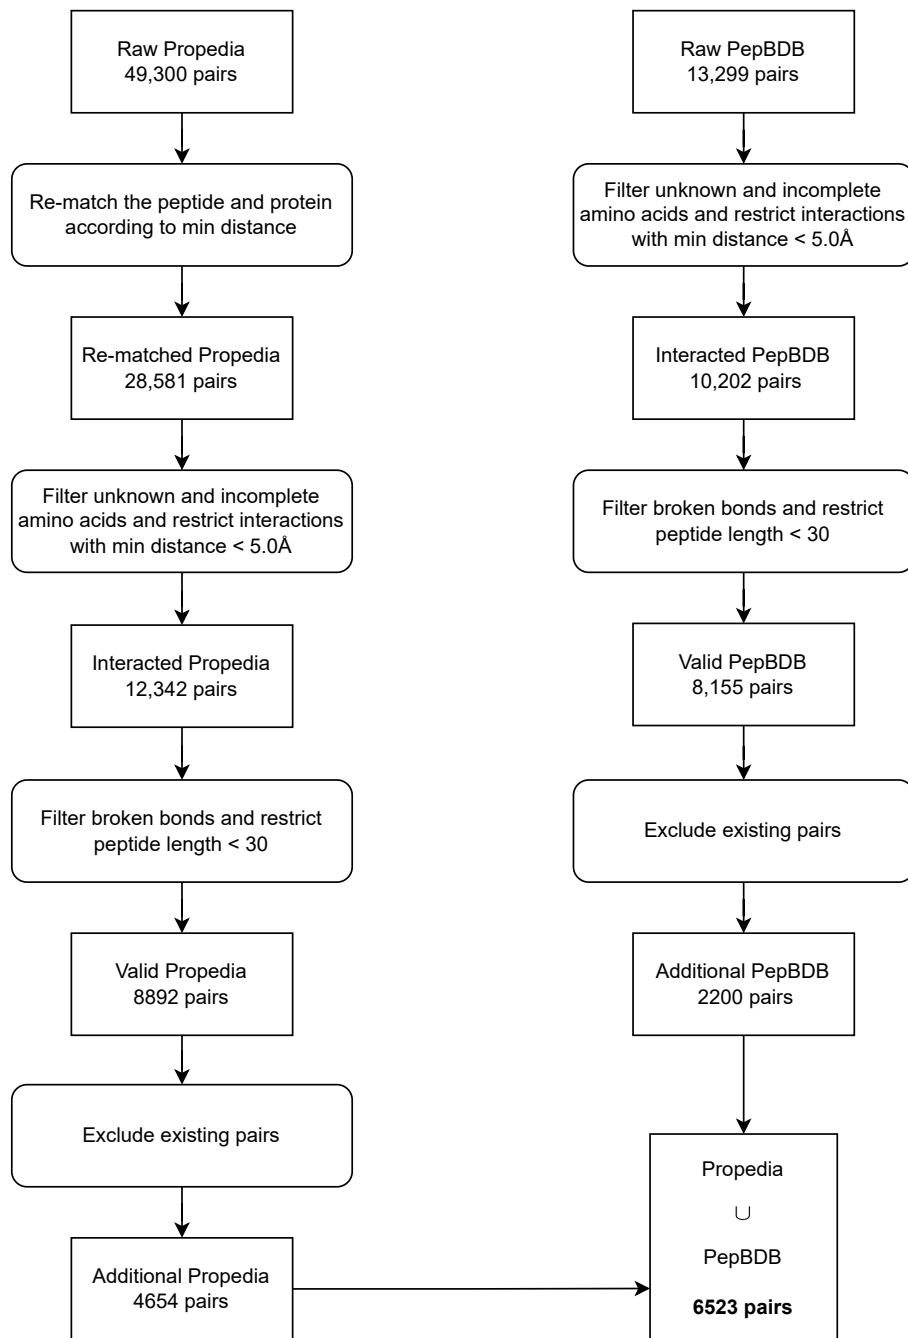 Raw Propedia
49,300 pairs
Re-match the peptide and protein
according to min distance
Re-matched Propedia
28,581 pairs
Filter unknown and incomplete
amino acids and restrict interactions
with min distance < 5.0Å
Interacted Propedia
12,342 pairs
Filter broken bonds and restrict
peptide length < 30
Valid Propedia
8892 pairs
Exclude existing pairs
Additional Propedia
4654 pairs
Raw PepBDB
13,299 pairs
Filter unknown and incomplete
amino acids and restrict interactions
with min distance < 5.0Å
Interacted PepBDB
10,202 pairs
Filter broken bonds and restrict
peptide length < 30
Valid PepBDB
8,155 pairs
Exclude existing pairs
Additional PepBDB
2200 pairs
Propedia
∪
PepBDB
6523 pairs